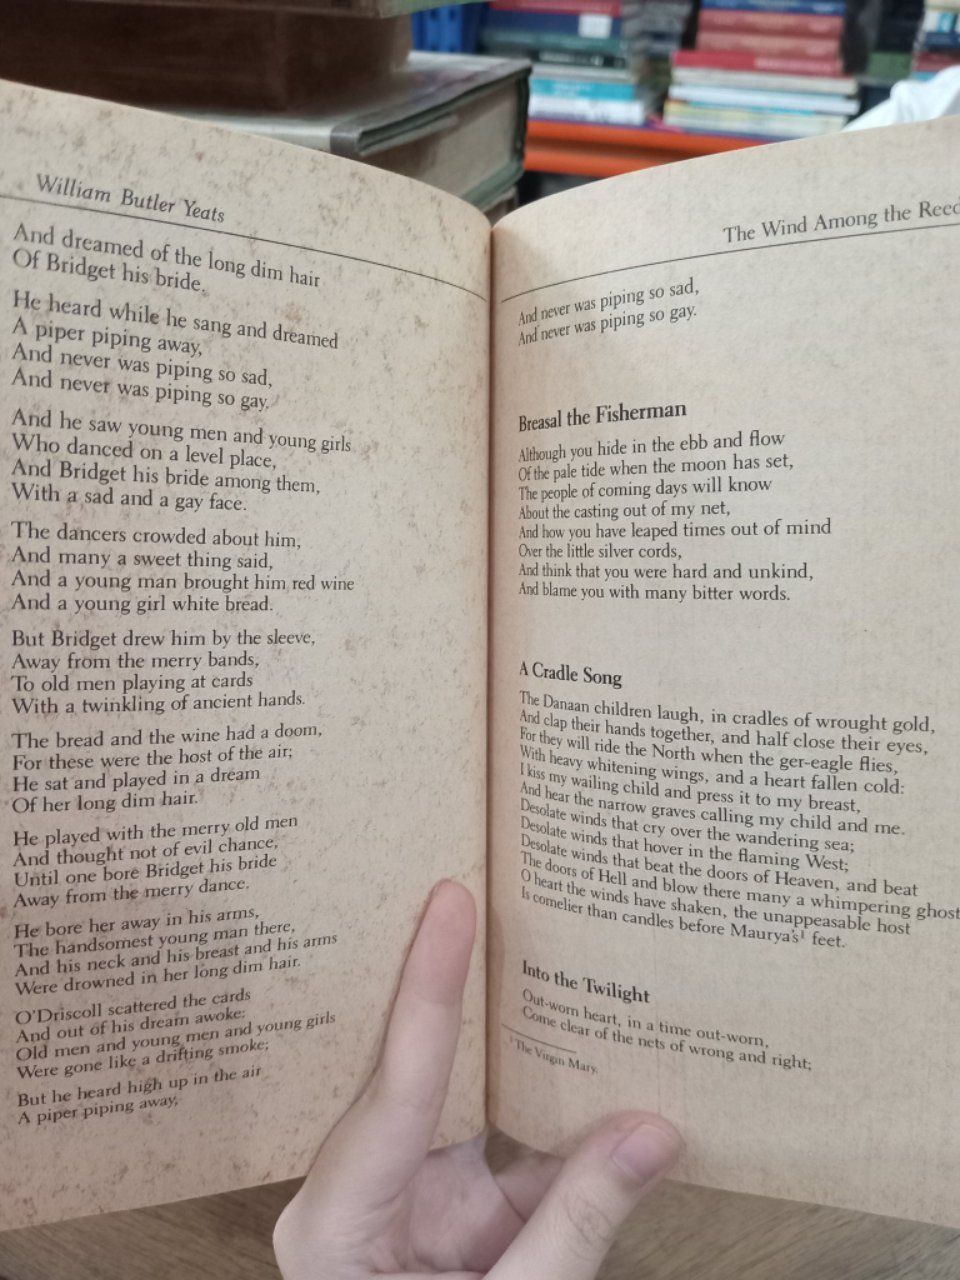 William Butler Yeats
And dreamed of the long dim hair
Of Bridget his bride.
He heard while he sang and dreamed
A piper piping away,
And never was piping so sad,
And never was piping so gay.
And he saw young men and young girls
Who danced on a level place,
And Bridget his bride among them,
With a sad and a gay face.
The dancers crowded about him,
And many a sweet thing said,
And a young man brought him red wine
And a young girl white bread.
But Bridget drew him by the sleeve,
Away from the merry bands,
To old men playing at cards
With a twinkling of ancient hands.
The bread and the wine had a doom,
For these were the host of the air;
He sat and played in a dream
Of her long dim hair.
He played with the merry old men
And thought not of evil chance,
Until one bore Bridget his bride
Away from the merry dance.
He bore her away in his arms,
The handsomest young man there,
And his neck and his breast and his arms
Were drowned in her long dim hair.
O'Driscoll scattered the cards
And out of his dream awoke:
Old men and young men and young girls
Were gone like a drifting smoke;
But he heard high up in the air
A piper piping away,
The Wind Among the Reed
And never was piping so sad,
And never was piping so gay.
Breasal the Fisherman
Although you hide in the ebb and flow
Of the pale tide when the moon has set,
The people of coming days will know
About the casting out of my net,
And how you have leaped times out of mind
Over the little silver cords,
And think that you were hard and unkind,
And blame you with many bitter words.
A Cradle Song
The Danaan children laugh, in cradles of wrought gold,
And clap their hands together, and half close their eyes,
For they will ride the North when the ger-eagle flies,
With heavy whitening wings, and a heart fallen cold:
I kiss my wailing child and press it to my breast,
And hear the narrow graves calling my child and me.
Desolate winds that cry over the wandering sea;
Desolate winds that hover in the flaming West;
Desolate winds that beat the doors of Heaven, and beat
The doors of Hell and blow there many a whimpering ghost
O heart the winds have shaken, the unappeasable host
Is comelier than candles before Maurya's¹ feet.
Into the Twilight
Out-worn heart, in a time out-worn,
Come clear of the nets of wrong and right;
¹ The Virgin Mary.